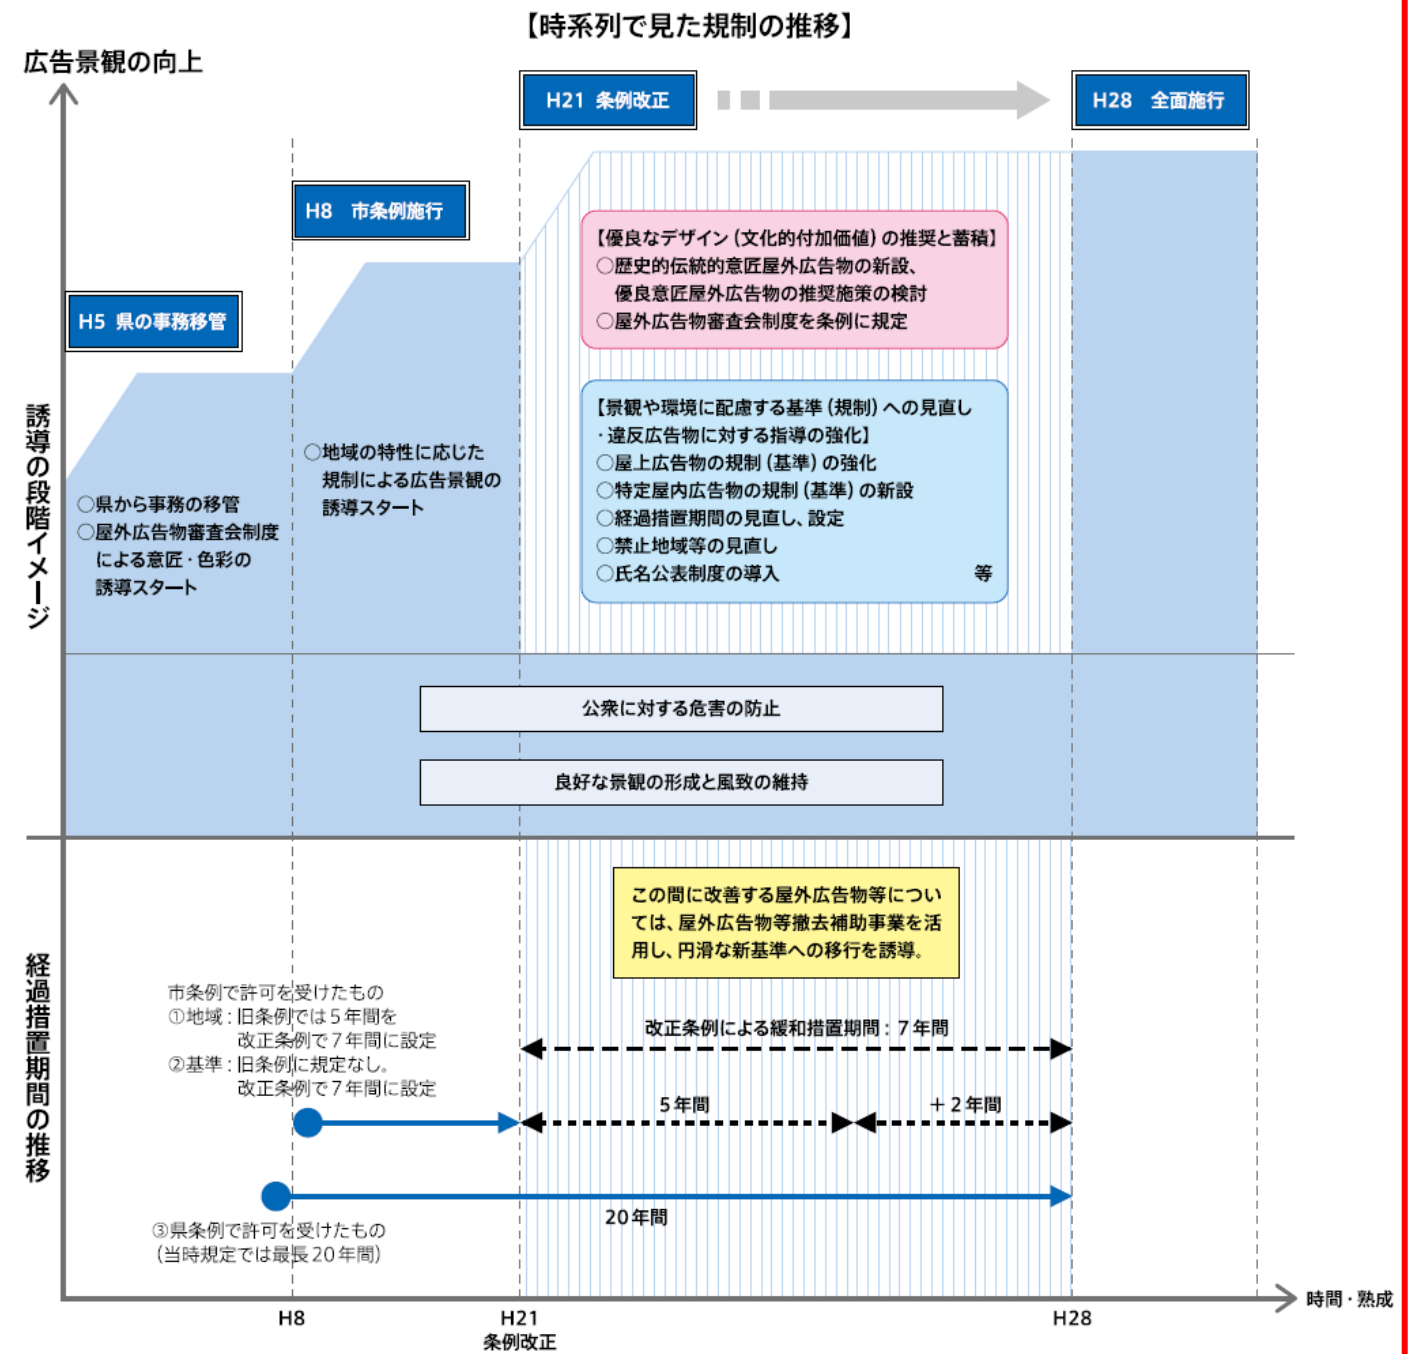 【時系列で見た規制の推移】
広告景観の向上
H21 条例改正
H28 全面施行
H8 市条例施行
H5 県の事務移管
【優良なデザイン(文化的付加価値)の推奨と蓄積】
○歴史的伝統的意匠屋外広告物の新設、
優良意匠屋外広告物の推奨施策の検討
○屋外広告物審査会制度を条例に規定
【景観や環境に配慮する基準(規制)への見直し
・違反広告物に対する指導の強化】
○屋上広告物の規制(基準)の強化
○特定屋内広告物の規制(基準)の新設
○経過措置期間の見直し、設定
○禁止地域等の見直し
○氏名公表制度の導入 等
○地域の特性に応じた
規制による広告景観の
誘導スタート
○県から事務の移管
○屋外広告物審査会制度
による意匠・色彩の
誘導スタート
誘導の段階イメージ
公衆に対する危害の防止
良好な景観の形成と風致の維持
この間に改善する屋外広告物等につい
ては、屋外広告物等撤去補助事業を活
用し、円滑な新基準への移行を誘導。
経過措置期間の推移
市条例で許可を受けたもの
①地域:旧条例では5年間を
改正条例で7年間に設定
②基準:旧条例に規定なし。
改正条例で7年間に設定
改正条例による緩和措置期間:7年間
5年間
+2年間
20年間
③県条例で許可を受けたもの
(当時規定では最長20年間)
時間・熟成
H8
H21
条例改正
H28